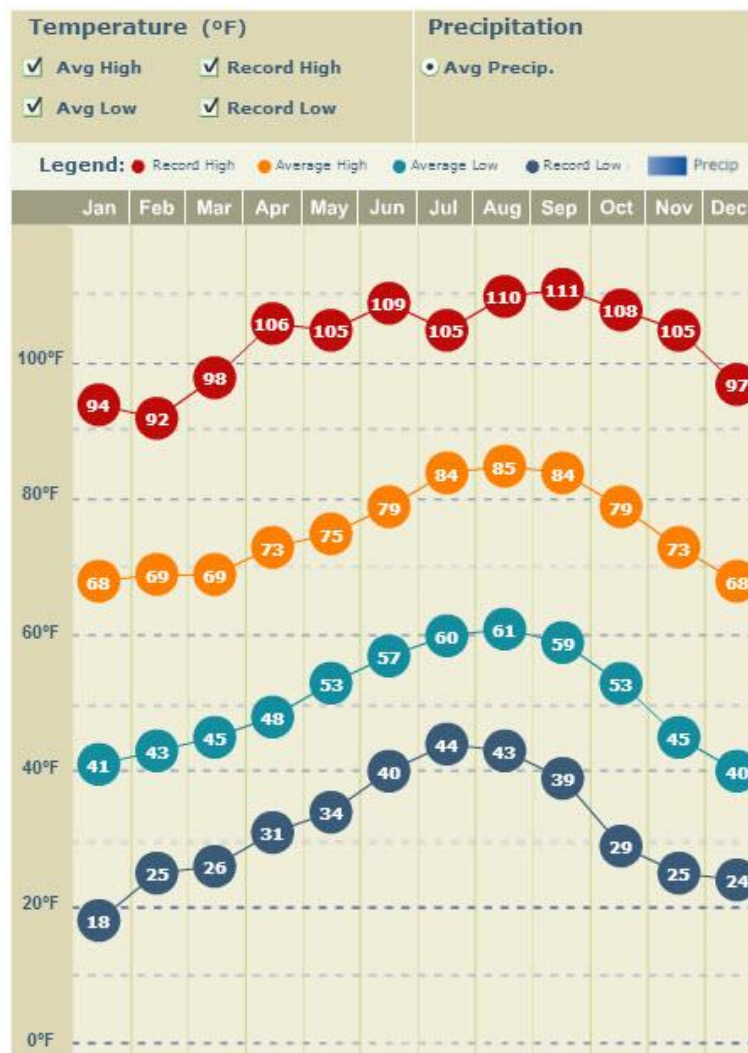 Temperature (ºF)
Precipitation
Avg High
Record High
Avg Precip.
Avg Low
Record Low
Legend: Record High Average High Average Low Record Low Precip
Jan Feb Mar Apr May Jun Jul Aug Sep Oct Nov Dec
100ºF
80ºF
60ºF
40ºF
20ºF
0ºF
94 92 98 106 105 109 105 110 111 108 105 97
68 69 69 73 75 79 84 85 84 79 73 68
41 43 45 48 53 57 60 61 59 53 45 40
18 25 26 31 34 40 44 43 39 29 25 24